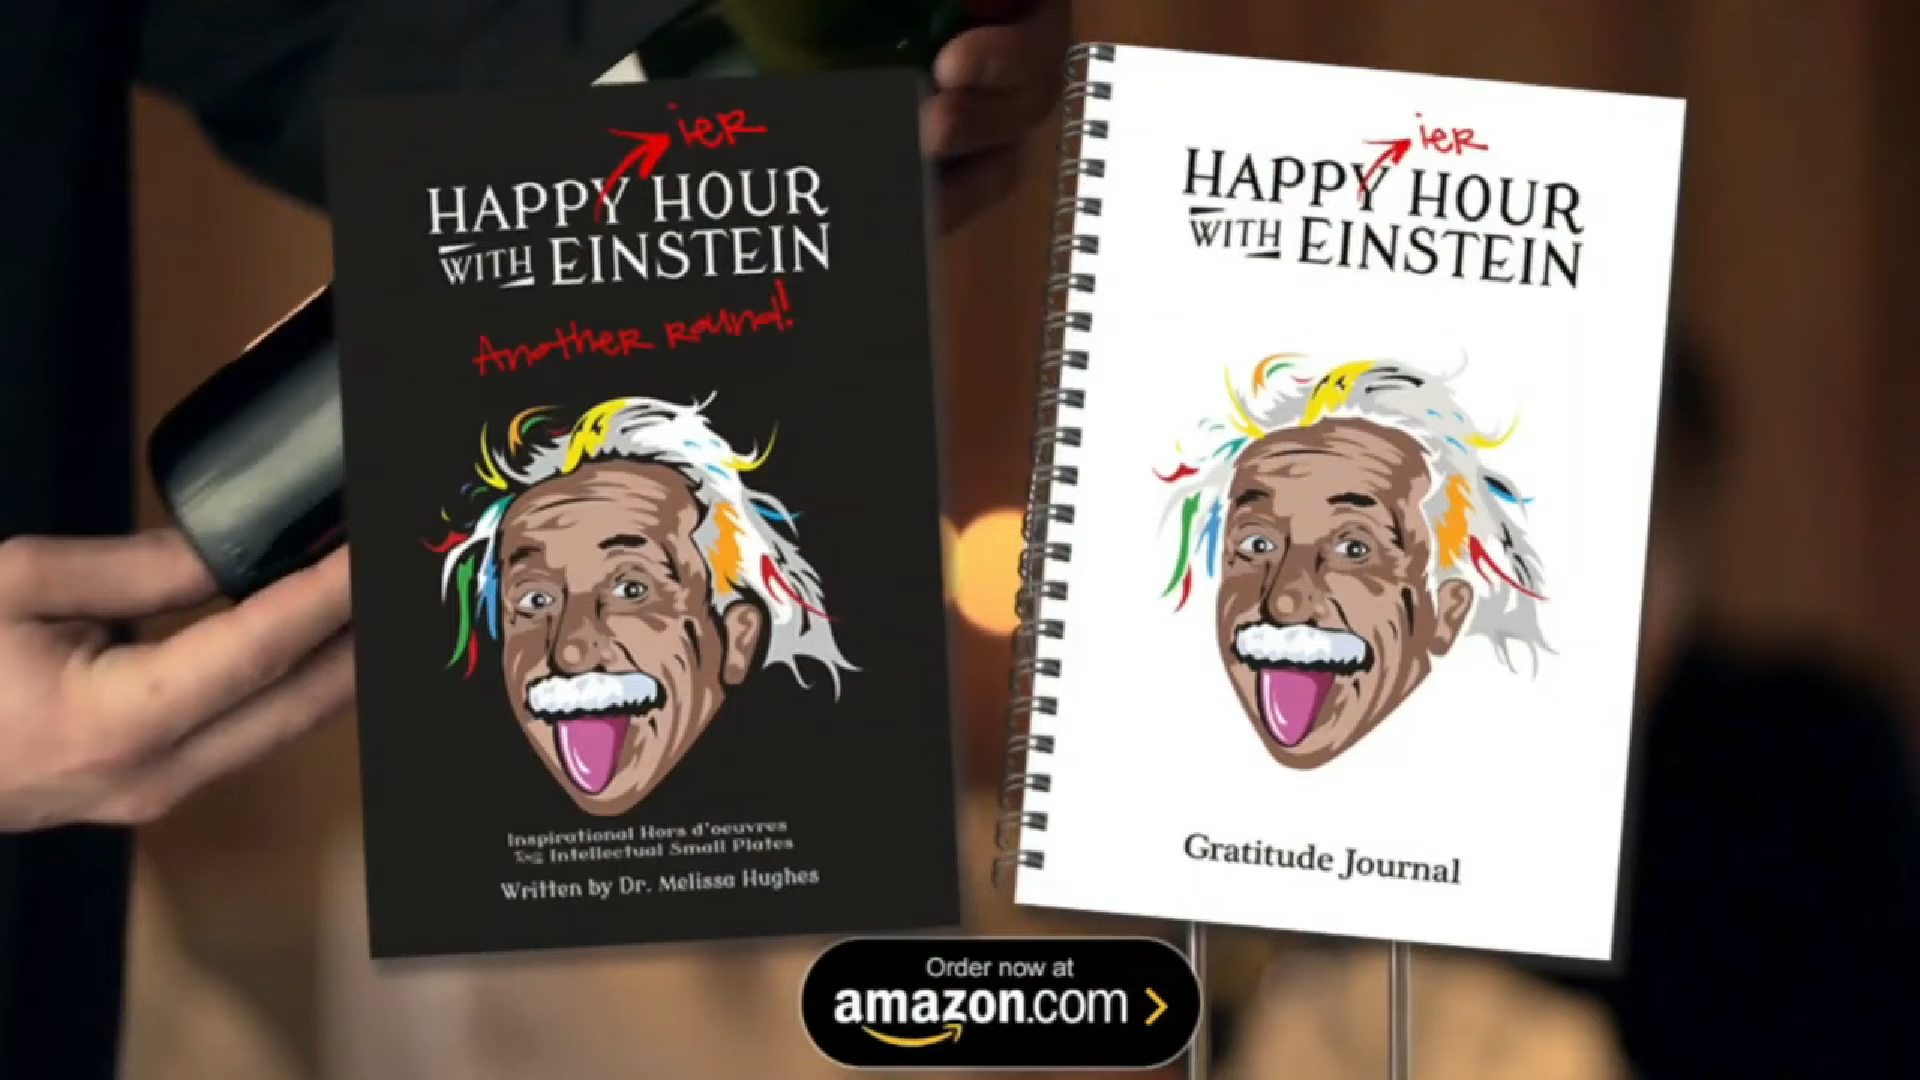 ier
HAPPY HOUR
WITH EINSTEIN
Another round!
Inspirational Hors d'oeuvres
Intellectual Small Plates
Written by Dr. Melissa Hughes
ier
HAPPY HOUR
WITH EINSTEIN
Gratitude Journal
Order now at
amazon.com